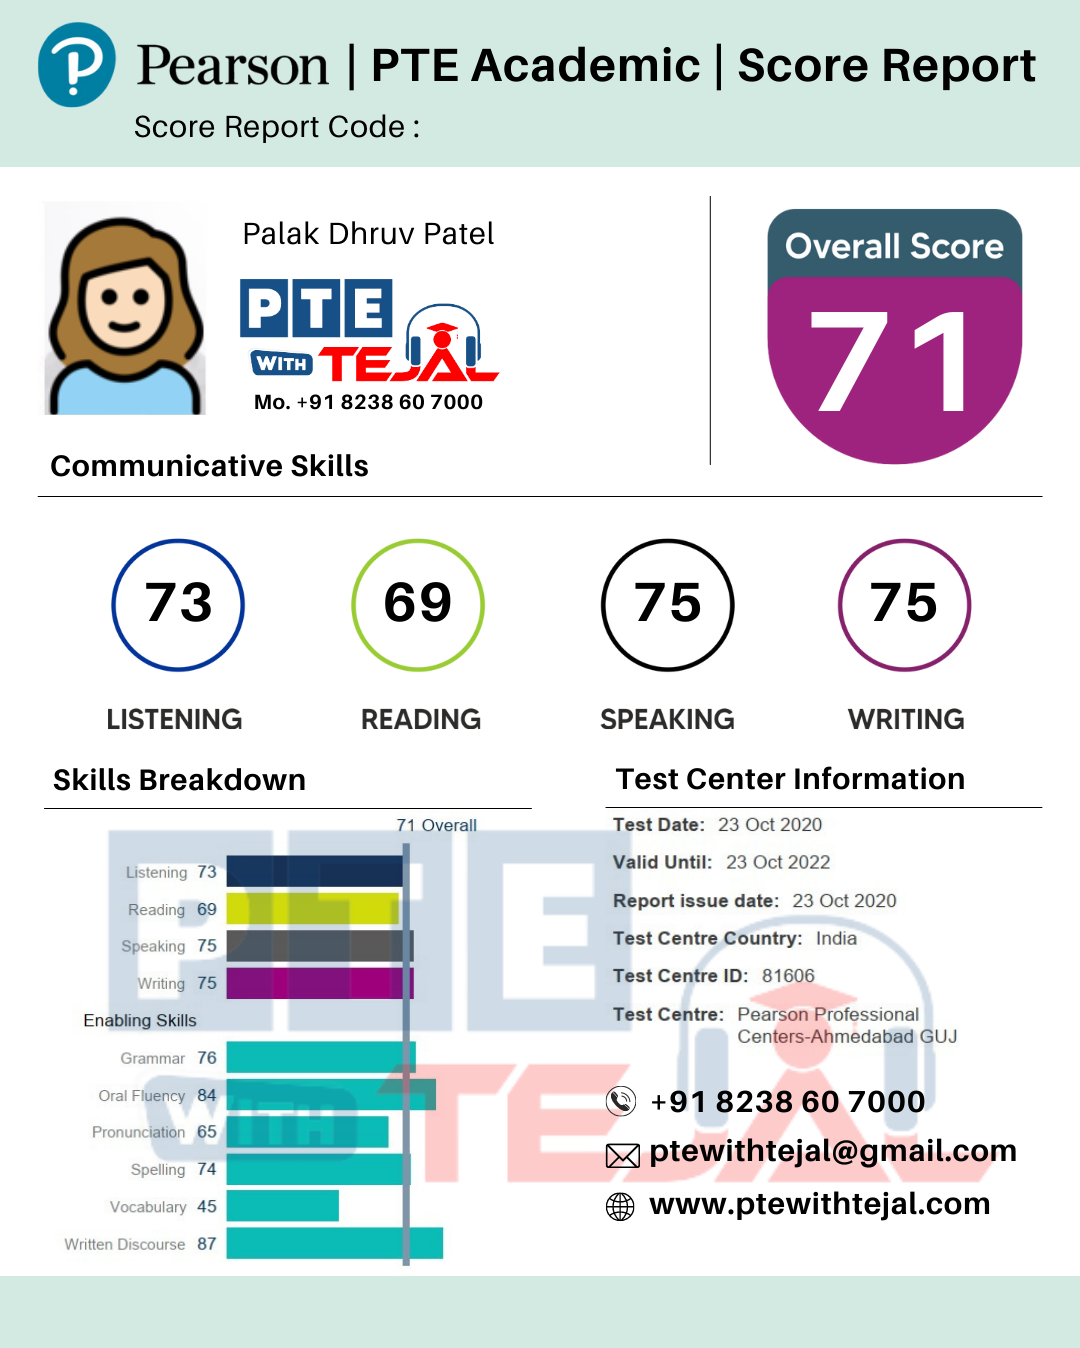 Pearson | PTE Academic | Score Report
Score Report Code :
Palak Dhruv Patel
PTE
WITH TEJAL
Mo. +91 8238 60 7000
Overall Score
71
Communicative Skills
73
69
75
75
LISTENING
READING
SPEAKING
WRITING
Skills Breakdown
71 Overall
Listening 73
Reading 69
Speaking 75
Writing 75
Enabling Skills
Grammar 76
Oral Fluency 84
Pronunciation 65
Spelling 74
Vocabulary 45
Written Discourse 87
Test Center Information
Test Date: 23 Oct 2020
Valid Until: 23 Oct 2022
Report issue date: 23 Oct 2020
Test Centre Country: India
Test Centre ID: 81606
Test Centre: Pearson Professional
Centers-Ahmedabad GUJ
+91 8238 60 7000
ptewithtejal@gmail.com
www.ptewithtejal.com
PTE
WITH TEJAL